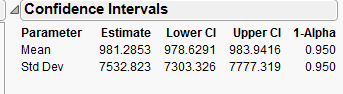 Confidence Intervals
Parameter Estimate Lower CI Upper CI 1-Alpha
Mean 981.2853 978.6291 983.9416 0.950
Std Dev 7532.823 7303.326 7777.319 0.950